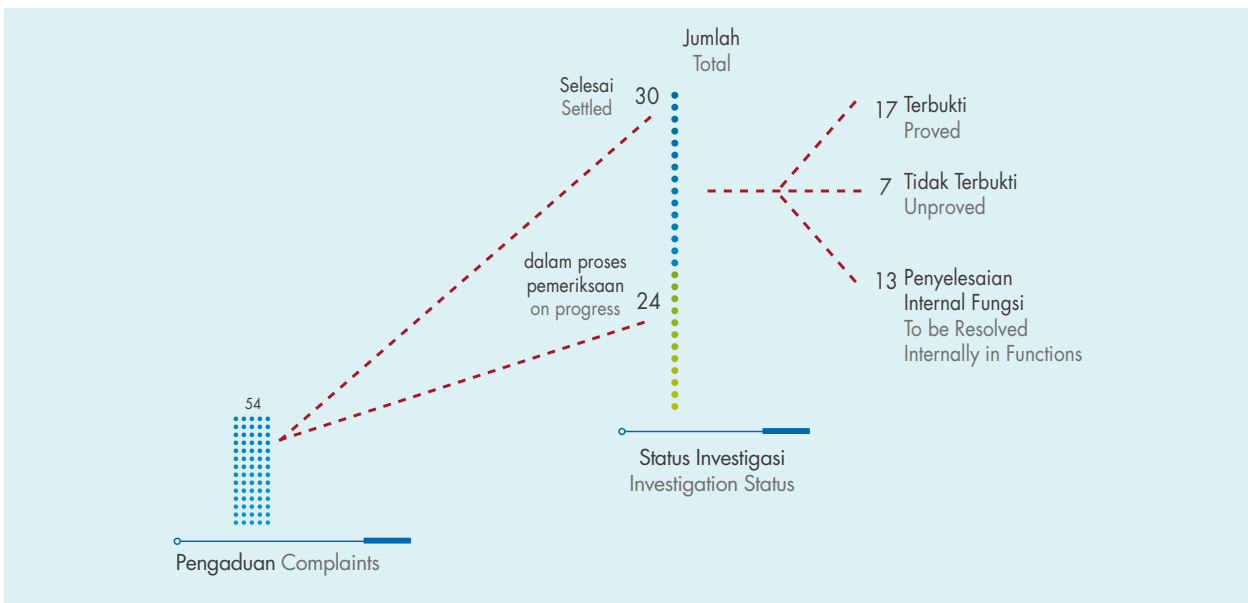 Jumlah
Total
Selesai
Settled
30
17 Terbukti
Proved
7 Tidak Terbukti
Unproved
dalam proses
pemeriksaan
on progress
24
13 Penyelesaian
Internal Fungsi
To be Resolved
Internally in Functions
54
Status Investigasi
Investigation Status
Pengaduan Complaints